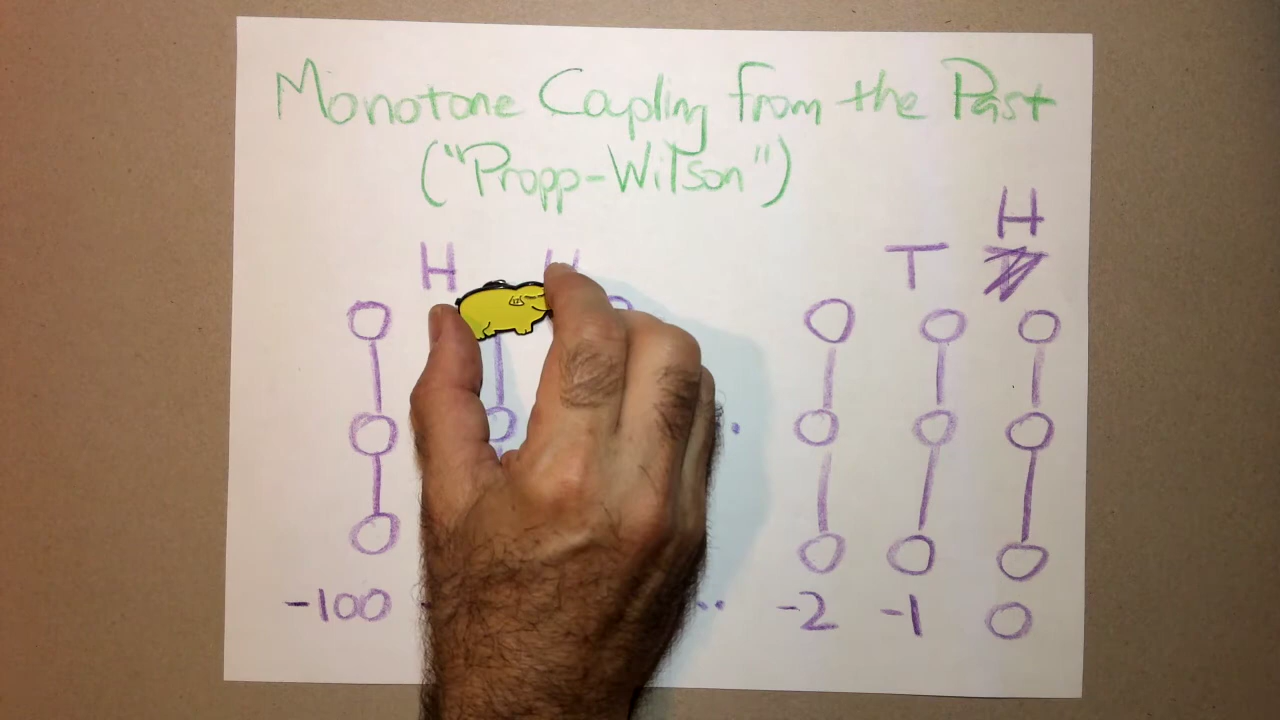 Monotone Coupling from the Past
("Propp-Wilson")
H
H H T
-100 -2 -1 0